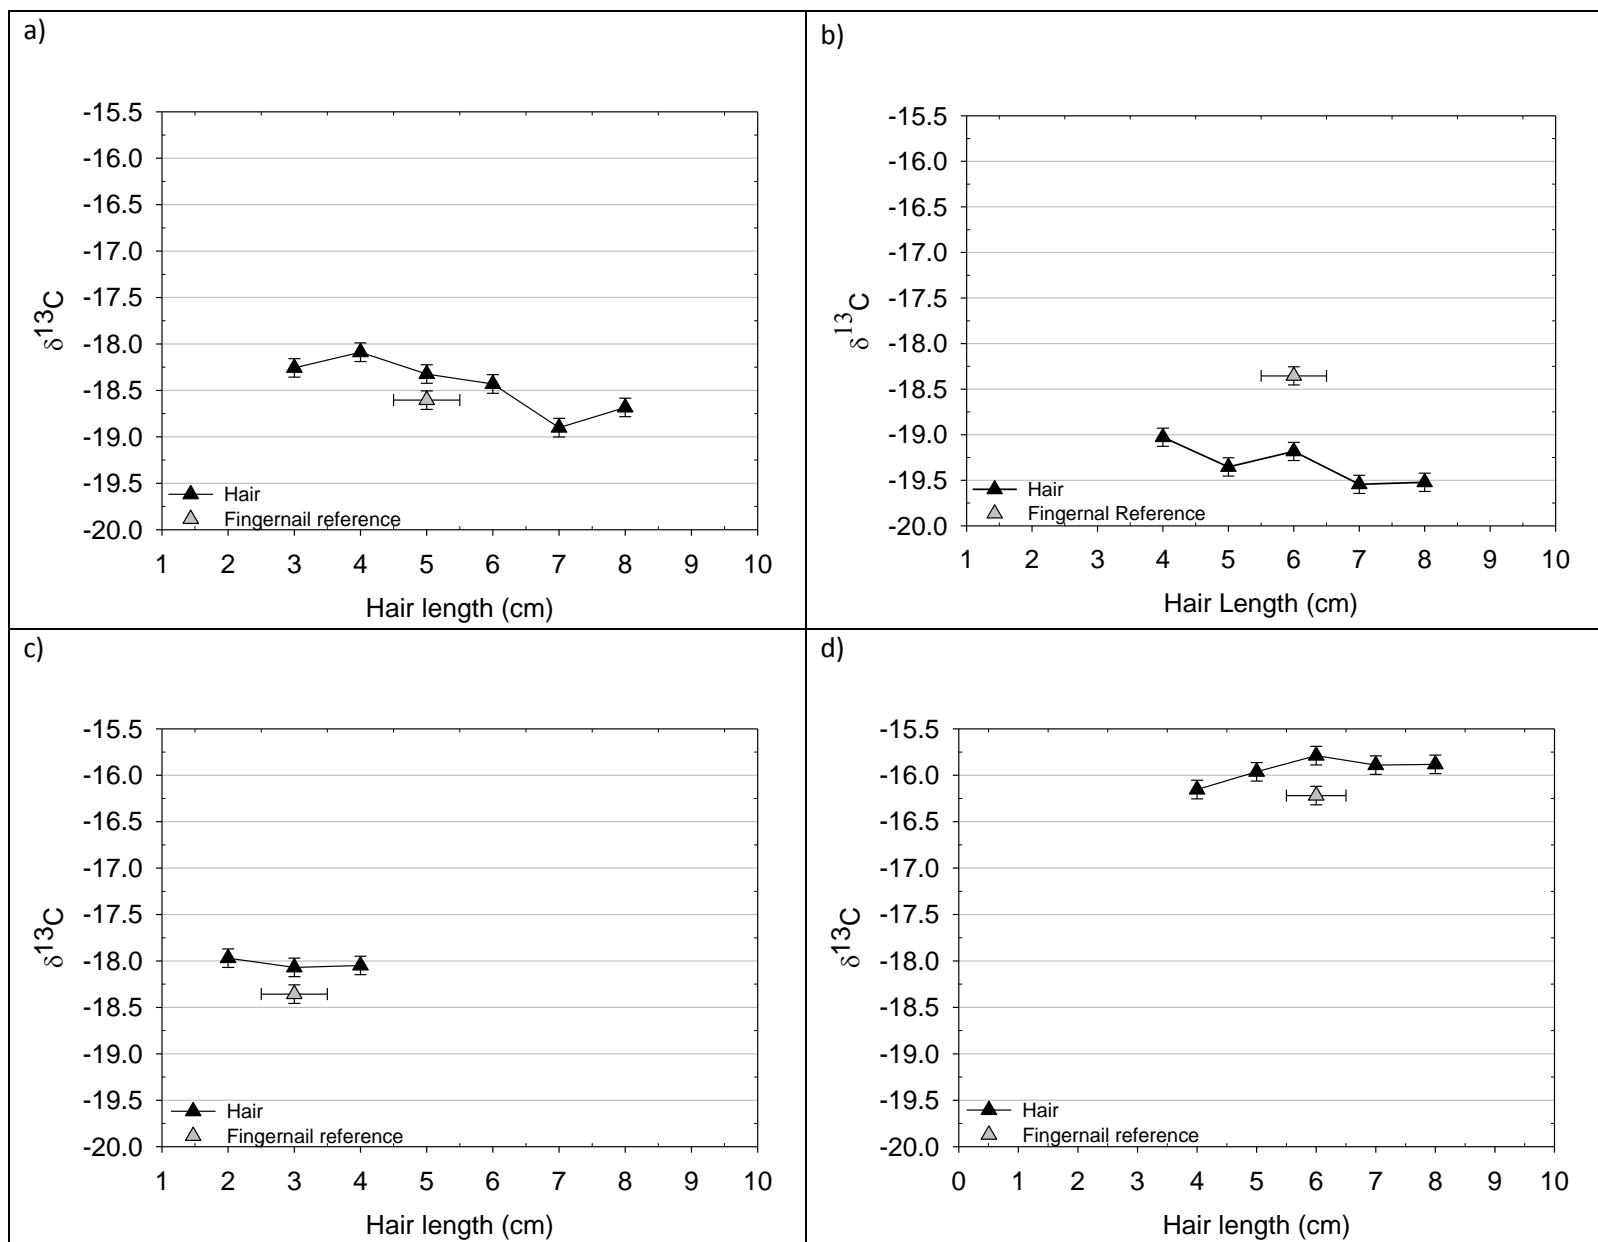 a)
-15.5
-16.0
-16.5
-17.0
-17.5
-18.0
-18.5
-19.0
-19.5
-20.0
δ13C
Hair
Fingernail reference
1 2 3 4 5 6 7 8 9 10
Hair length (cm)
b)
-15.5
-16.0
-16.5
-17.0
-17.5
-18.0
-18.5
-19.0
-19.5
-20.0
δ13C
Hair
Fingernal Reference
1 2 3 4 5 6 7 8 9 10
Hair Length (cm)
c)
-15.5
-16.0
-16.5
-17.0
-17.5
-18.0
-18.5
-19.0
-19.5
-20.0
δ13C
Hair
Fingernail reference
1 2 3 4 5 6 7 8 9 10
Hair length (cm)
d)
-15.5
-16.0
-16.5
-17.0
-17.5
-18.0
-18.5
-19.0
-19.5
-20.0
δ13C
Hair
Fingernail reference
0 1 2 3 4 5 6 7 8 9 10
Hair length (cm)